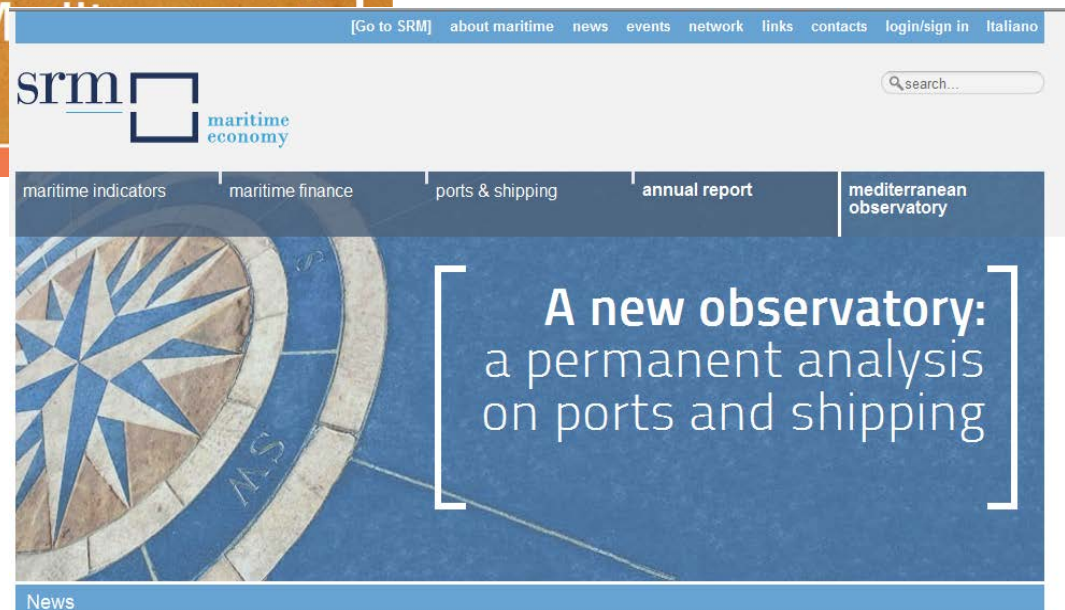 [Go to SRM] about maritime news events network links contacts login/sign in Italiano
srm
maritime
economy
search...
maritime indicators maritime finance ports & shipping annual report mediterranean
observatory
A new observatory:
a permanent analysis
on ports and shipping
S
SW
News